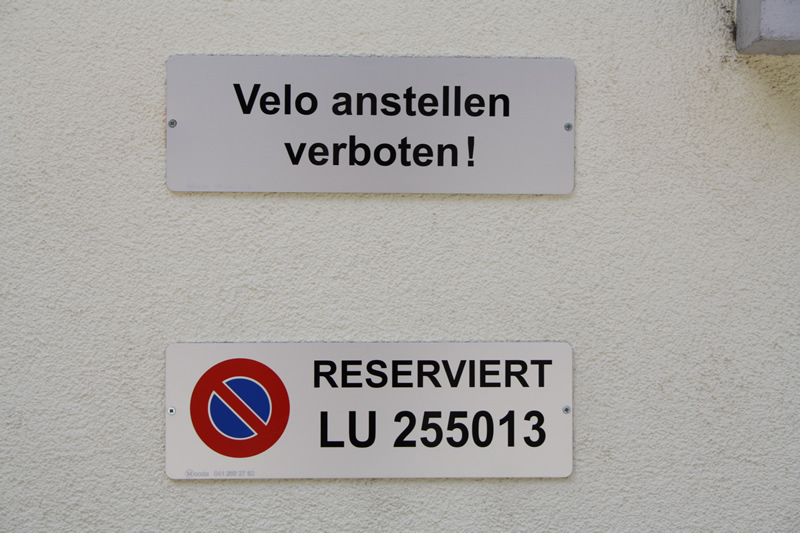 Velo anstellen
verboten!
RESERVIERT
LU 255013